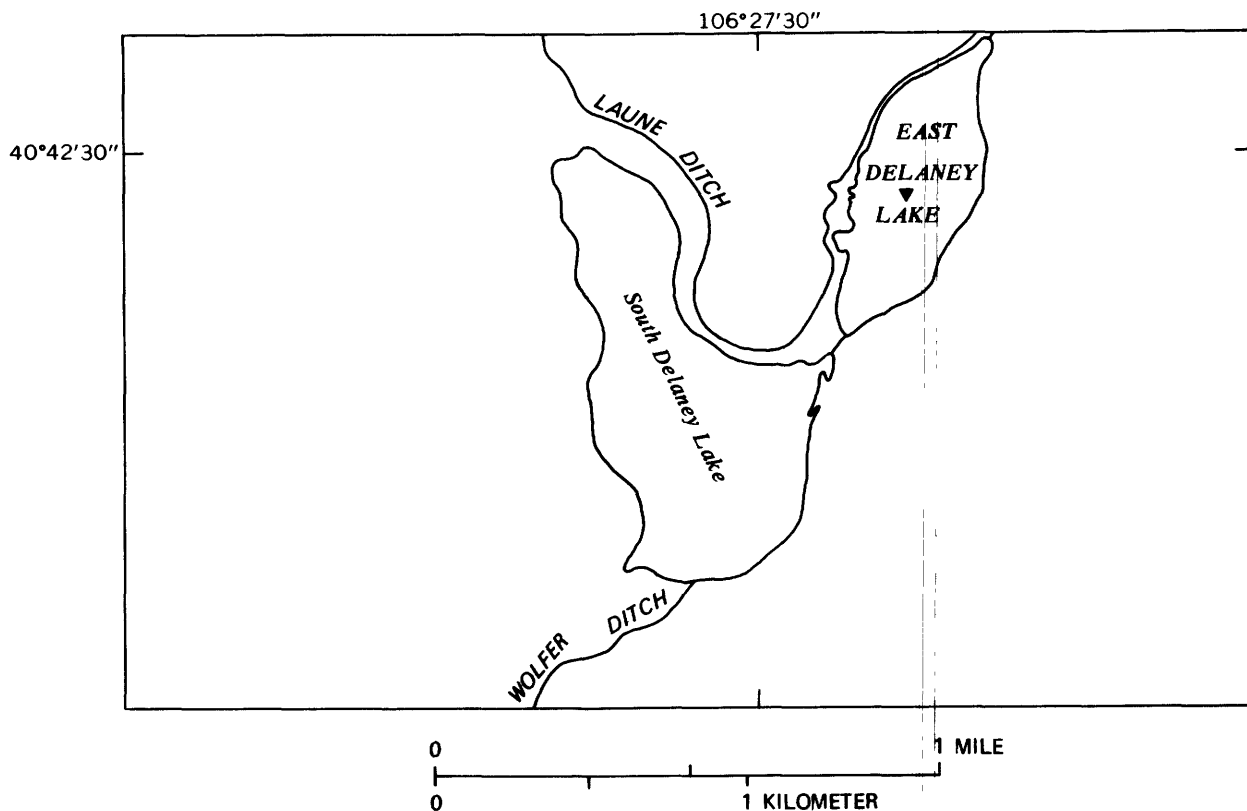 106°27'30"
40°42'30"
LAUNE DITCH
EAST
DELANEY
LAKE
South Delaney Lake
WOLFER DITCH
0 1 MILE
0 1 KILOMETER